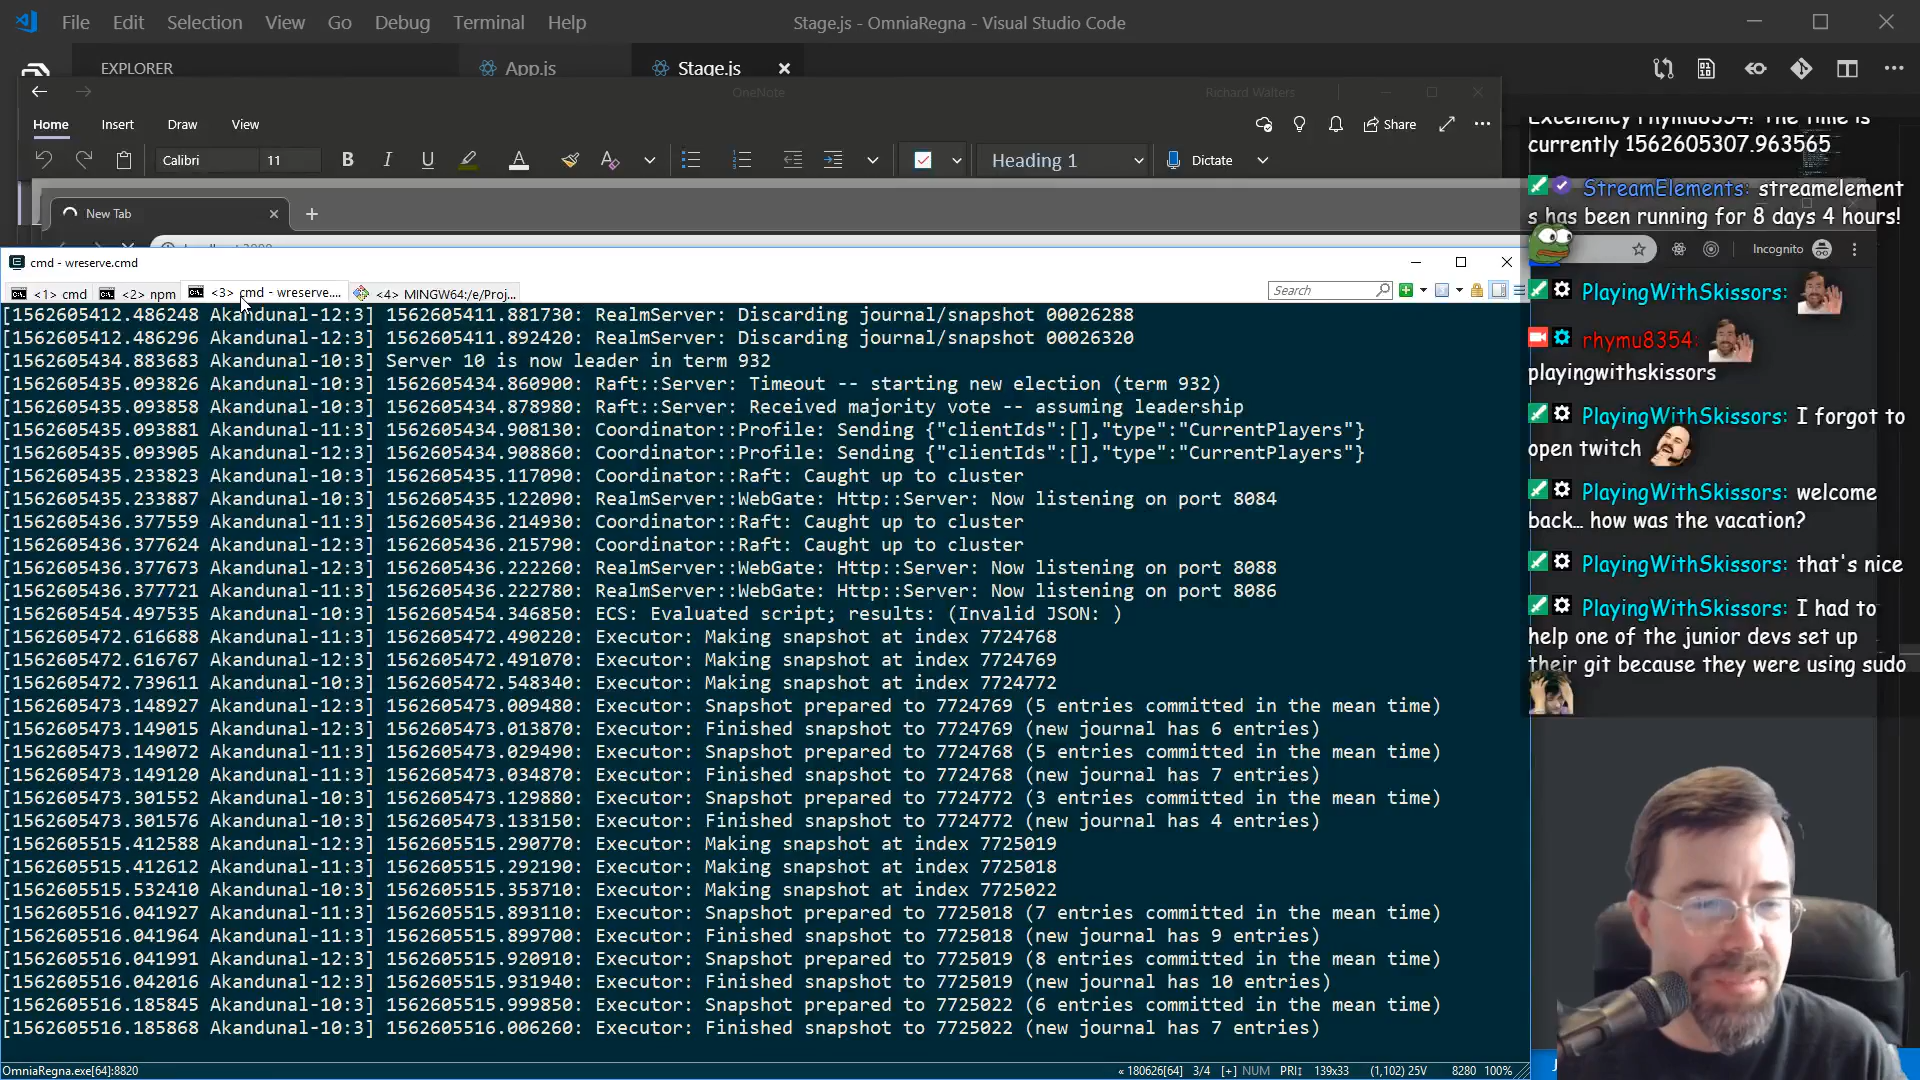 File Edit Selection View Go Debug Terminal Help
Stage.js - OmniaRegna - Visual Studio Code
EXPLORER
App.js
Stage.js
OneNote
Richard Walters
Home Insert Draw View
Share
Calibri 11
B I U A
Heading 1
Dictate
New Tab
Incognito
cmd - wreserve.cmd
<1> cmd <2> npm <3> cmd - wreserve.... <4> MINGW64:/e/Proj...
Search
[1562605412.486248 Akandunal-12:3] 1562605411.881730: RealmServer: Discarding journal/snapshot 00026288
[1562605412.486296 Akandunal-12:3] 1562605411.892420: RealmServer: Discarding journal/snapshot 00026320
[1562605434.883683 Akandunal-10:3] Server 10 is now leader in term 932
[1562605435.093826 Akandunal-10:3] 1562605434.860900: Raft::Server: Timeout -- starting new election (term 932)
[1562605435.093858 Akandunal-10:3] 1562605434.878980: Raft::Server: Received majority vote -- assuming leadership
[1562605435.093881 Akandunal-11:3] 1562605434.908130: Coordinator::Profile: Sending {"clientIds":[],"type":"CurrentPlayers"}
[1562605435.093905 Akandunal-12:3] 1562605434.908860: Coordinator::Profile: Sending {"clientIds":[],"type":"CurrentPlayers"}
[1562605435.233823 Akandunal-10:3] 1562605435.117090: Coordinator::Raft: Caught up to cluster
[1562605435.233887 Akandunal-10:3] 1562605435.122090: RealmServer::WebGate: Http::Server: Now listening on port 8084
[1562605436.377559 Akandunal-11:3] 1562605436.214930: Coordinator::Raft: Caught up to cluster
[1562605436.377624 Akandunal-12:3] 1562605436.215790: Coordinator::Raft: Caught up to cluster
[1562605436.377673 Akandunal-12:3] 1562605436.222260: RealmServer::WebGate: Http::Server: Now listening on port 8088
[1562605436.377721 Akandunal-11:3] 1562605436.222780: RealmServer::WebGate: Http::Server: Now listening on port 8086
[1562605454.497535 Akandunal-10:3] 1562605454.346850: ECS: Evaluated script, results: (Invalid JSON: )
[1562605472.616688 Akandunal-11:3] 1562605472.490220: Executor: Making snapshot at index 7724768
[1562605472.616767 Akandunal-12:3] 1562605472.491070: Executor: Making snapshot at index 7724769
[1562605472.739611 Akandunal-10:3] 1562605472.548340: Executor: Making snapshot at index 7724772
[1562605473.148927 Akandunal-12:3] 1562605473.009480: Executor: Snapshot prepared to 7724769 (5 entries committed in the mean time)
[1562605473.149015 Akandunal-12:3] 1562605473.013870: Executor: Finished snapshot to 7724769 (new journal has 6 entries)
[1562605473.149072 Akandunal-11:3] 1562605473.029490: Executor: Snapshot prepared to 7724768 (5 entries committed in the mean time)
[1562605473.149120 Akandunal-11:3] 1562605473.034870: Executor: Finished snapshot to 7724768 (new journal has 7 entries)
[1562605473.301552 Akandunal-10:3] 1562605473.129880: Executor: Snapshot prepared to 7724772 (3 entries committed in the mean time)
[1562605473.301576 Akandunal-10:3] 1562605473.133150: Executor: Finished snapshot to 7724772 (new journal has 4 entries)
[1562605515.412588 Akandunal-12:3] 1562605515.290770: Executor: Making snapshot at index 7725019
[1562605515.412612 Akandunal-11:3] 1562605515.292190: Executor: Making snapshot at index 7725018
[1562605515.532410 Akandunal-10:3] 1562605515.353710: Executor: Making snapshot at index 7725022
[1562605516.041927 Akandunal-11:3] 1562605515.893110: Executor: Snapshot prepared to 7725018 (7 entries committed in the mean time)
[1562605516.041964 Akandunal-11:3] 1562605515.899700: Executor: Finished snapshot to 7725018 (new journal has 9 entries)
[1562605516.041991 Akandunal-12:3] 1562605515.920910: Executor: Snapshot prepared to 7725019 (8 entries committed in the mean time)
[1562605516.042016 Akandunal-12:3] 1562605515.931940: Executor: Finished snapshot to 7725019 (new journal has 10 entries)
[1562605516.185845 Akandunal-10:3] 1562605515.999850: Executor: Snapshot prepared to 7725022 (6 entries committed in the mean time)
[1562605516.185868 Akandunal-10:3] 1562605516.006260: Executor: Finished snapshot to 7725022 (new journal has 7 entries)
OmniaRegna.exe[64]:8820
« 180626[64] 3/4 [+] NUM PRI↕ 139x33 (1,102) 25V 8280 100%
Excellency rhymu8354! The time is
currently 1562605307.963565
StreamElements: streamelement
s has been running for 8 days 4 hours!
PlayingWithSkissors:
rhymu8354:
playingwithskissors
PlayingWithSkissors: I forgot to
open twitch
PlayingWithSkissors: welcome
back... how was the vacation?
PlayingWithSkissors: that's nice
PlayingWithSkissors: I had to
help one of the junior devs set up
their git because they were using sudo